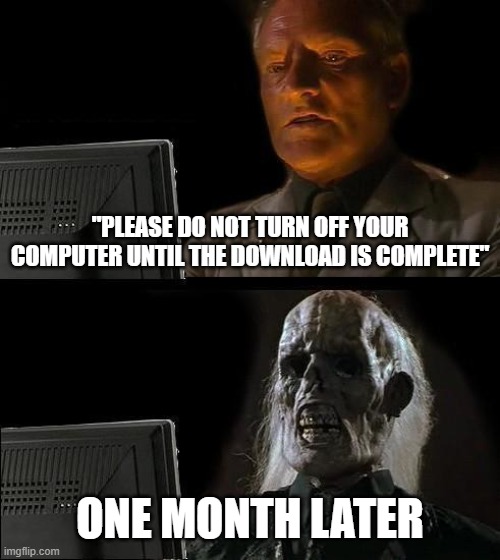 "PLEASE DO NOT TURN OFF YOUR
COMPUTER UNTIL THE DOWNLOAD IS COMPLETE"
ONE MONTH LATER
imgflip.com